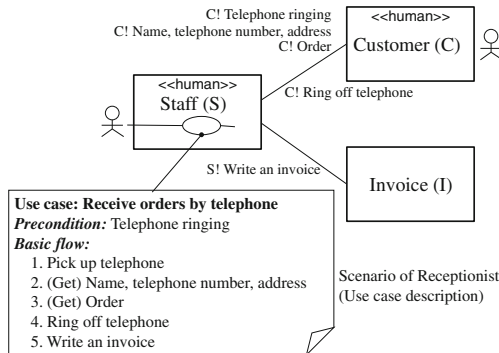 C! Telephone ringing
C! Name, telephone number, address
C! Order
<<human>>
Customer (C)
C! Ring off telephone
<<human>>
Staff (S)
S! Write an invoice
Invoice (I)
Use case: Receive orders by telephone
Precondition: Telephone ringing
Basic flow:
1. Pick up telephone
2. (Get) Name, telephone number, address
3. (Get) Order
4. Ring off telephone
5. Write an invoice
Scenario of Receptionist
(Use case description)